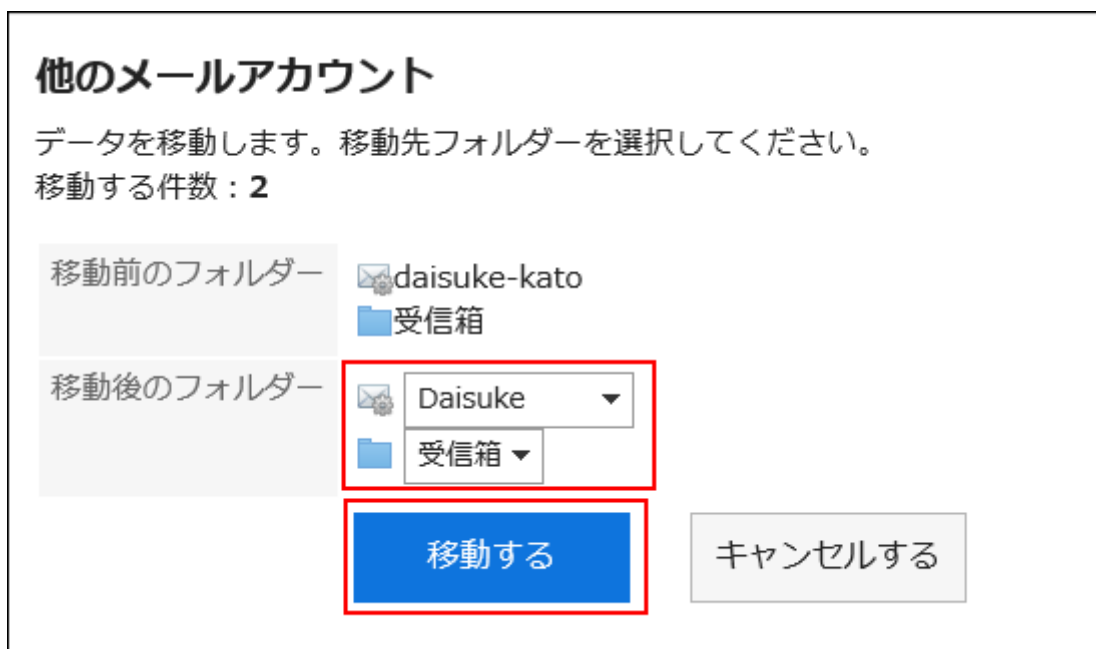 他のメールアカウント
データを移動します。移動先フォルダーを選択してください。
移動する件数：2
移動前のフォルダー
daisuke-kato
受信箱
移動後のフォルダー
Daisuke
受信箱
移動する
キャンセルする